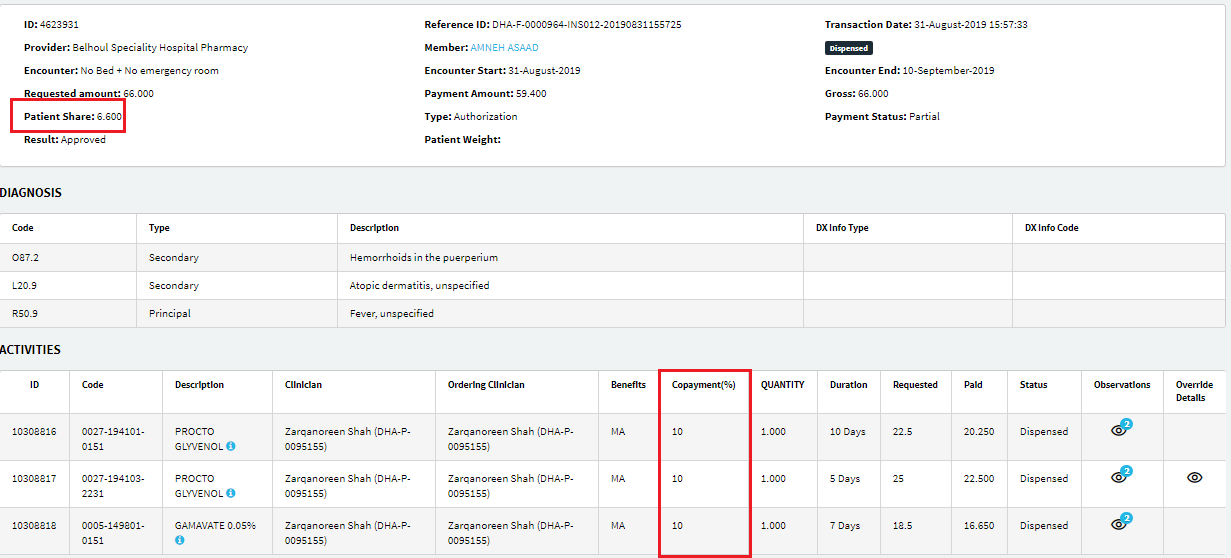 ID: 4623931 Reference ID: DHA-F-0000964-INS012-20190831155725 Transaction Date: 31-August-2019 15:57:33
Provider: Belhoul Speciality Hospital Pharmacy Member: AMNEH ASAAD Dispensed
Encounter: No Bed + No emergency room Encounter Start: 31-August-2019 Encounter End: 10-September-2019
Requested amount: 66.000 Payment Amount: 59.400 Gross: 66.000
Patient Share: 6.600 Type: Authorization Payment Status: Partial
Result: Approved Patient Weight:
DIAGNOSIS
Code Type Description DX Info Type DX Info Code
O87.2 Secondary Hemorrhoids in the puerperium
L20.9 Secondary Atopic dermatitis, unspecified
R50.9 Principal Fever, unspecified
ACTIVITIES
ID Code Description Clinician Ordering Clinician Benefits Copayment(%) QUANTITY Duration Requested Paid Status Observations Override
Details
10308816 0027-194101- PROCTO Zarqanoreen Shah (DHA-P- Zarqanoreen Shah (DHA-P- MA 10 1.000 10 Days 22.5 20.250 Dispensed 2
0151 GLYVENOL 0095155) 0095155)
10308817 0027-194103- PROCTO Zarqanoreen Shah (DHA-P- Zarqanoreen Shah (DHA-P- MA 10 1.000 5 Days 25 22.500 Dispensed 2
2231 GLYVENOL 0095155) 0095155)
10308818 0005-149801- GAMAVATE 0.05% Zarqanoreen Shah (DHA-P- Zarqanoreen Shah (DHA-P- MA 10 1.000 7 Days 18.5 16.650 Dispensed 2
0151 0095155) 0095155)